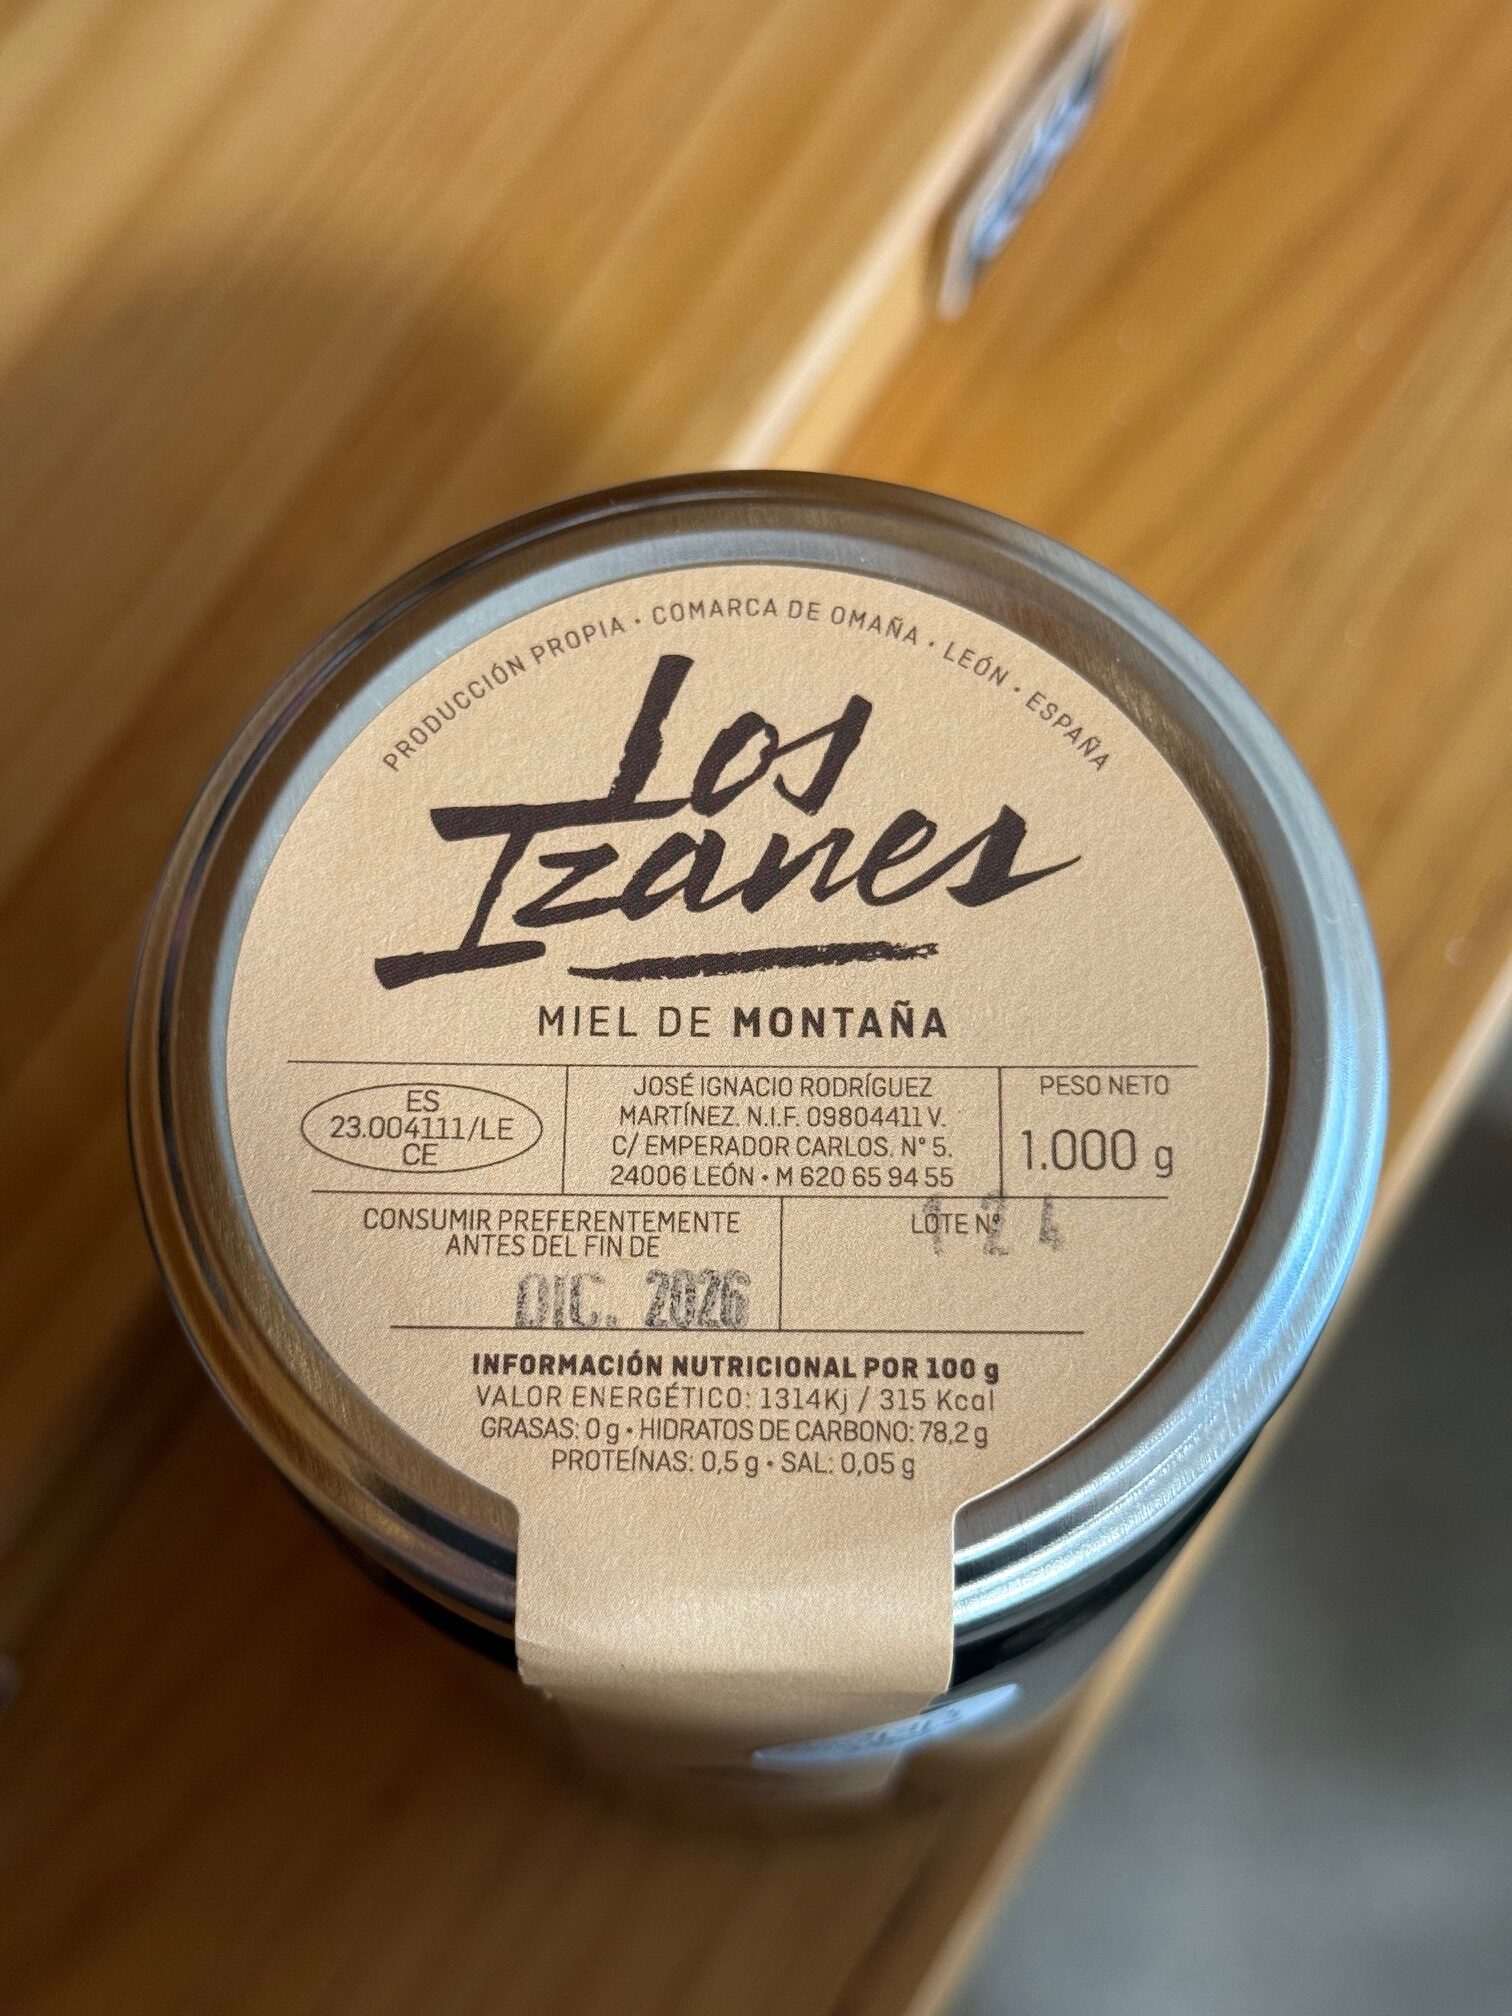 PRODUCCIÓN PROPIA · COMARCA DE OMAÑA · LEÓN · ESPAÑA
Los
Izanes
MIEL DE MONTAÑA
ES
23.004111/LE
CE
JOSÉ IGNACIO RODRÍGUEZ
MARTÍNEZ. N.I.F. 09804411 V.
C/ EMPERADOR CARLOS. Nº 5.
24006 LEÓN • M 620 65 94 55
PESO NETO
1.000 g
CONSUMIR PREFERENTEMENTE
ANTES DEL FIN DE
DIC. 2026
LOTE Nº
INFORMACIÓN NUTRICIONAL POR 100 g
VALOR ENERGÉTICO: 1314Kj / 315 Kcal
GRASAS: 0 g • HIDRATOS DE CARBONO: 78,2 g
PROTEÍNAS: 0,5 g • SAL: 0,05 g